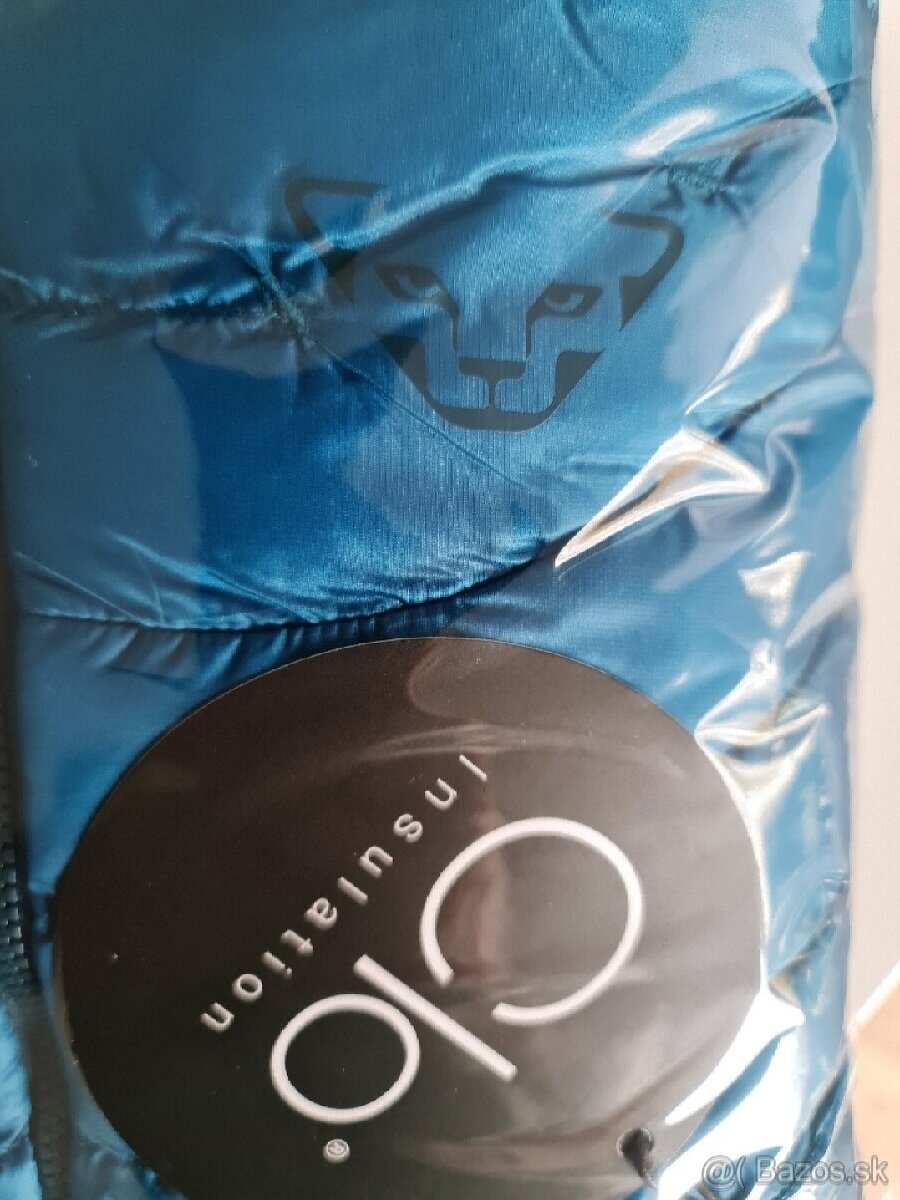 Clo®
Insulation
@( Bazos.sk